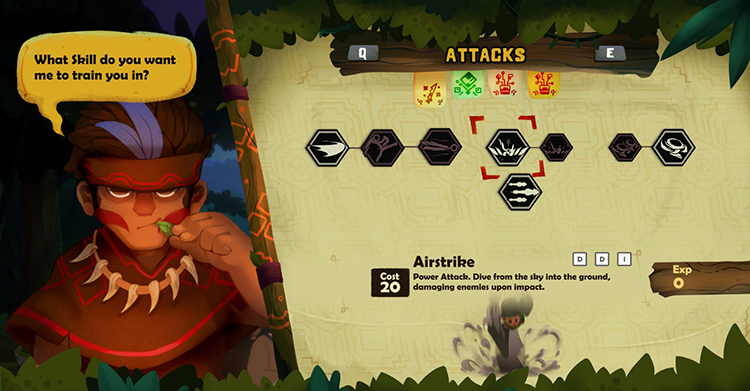 What Skill do you want
me to train you in?
Q
ATTACKS
E
Airstrike
D D I
Cost
20
Power Attack. Dive from the sky into the ground,
damaging enemies upon impact.
Exp
0